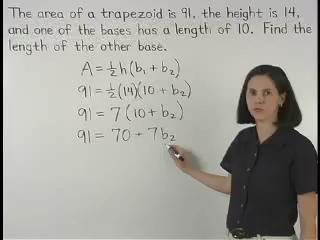 The area of a trapezoid is 91, the height is 14,
and one of the bases has a length of 10. Find
the length of the other base.
A = ½h(b₁ + b₂)
91 = ½(14)(10 + b₂)
91 = 7(10 + b₂)
91 = 70 + 7b₂